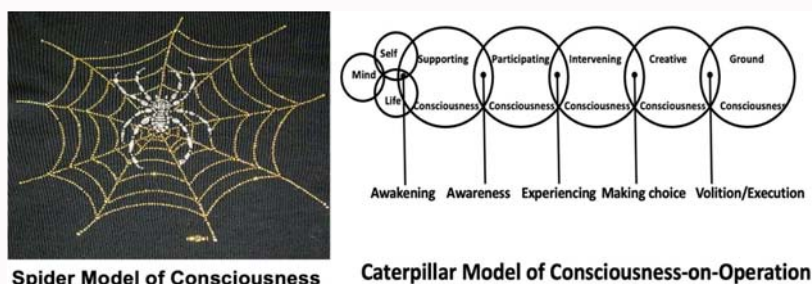 Spider Model of Consciousness
Self
Mind
Life
Supporting Participating Intervening Creative Ground
Consciousness Consciousness Consciousness Consciousness Consciousness
Awakening Awareness Experiencing Making choice Volition/Execution
Caterpillar Model of Consciousness-on-Operation